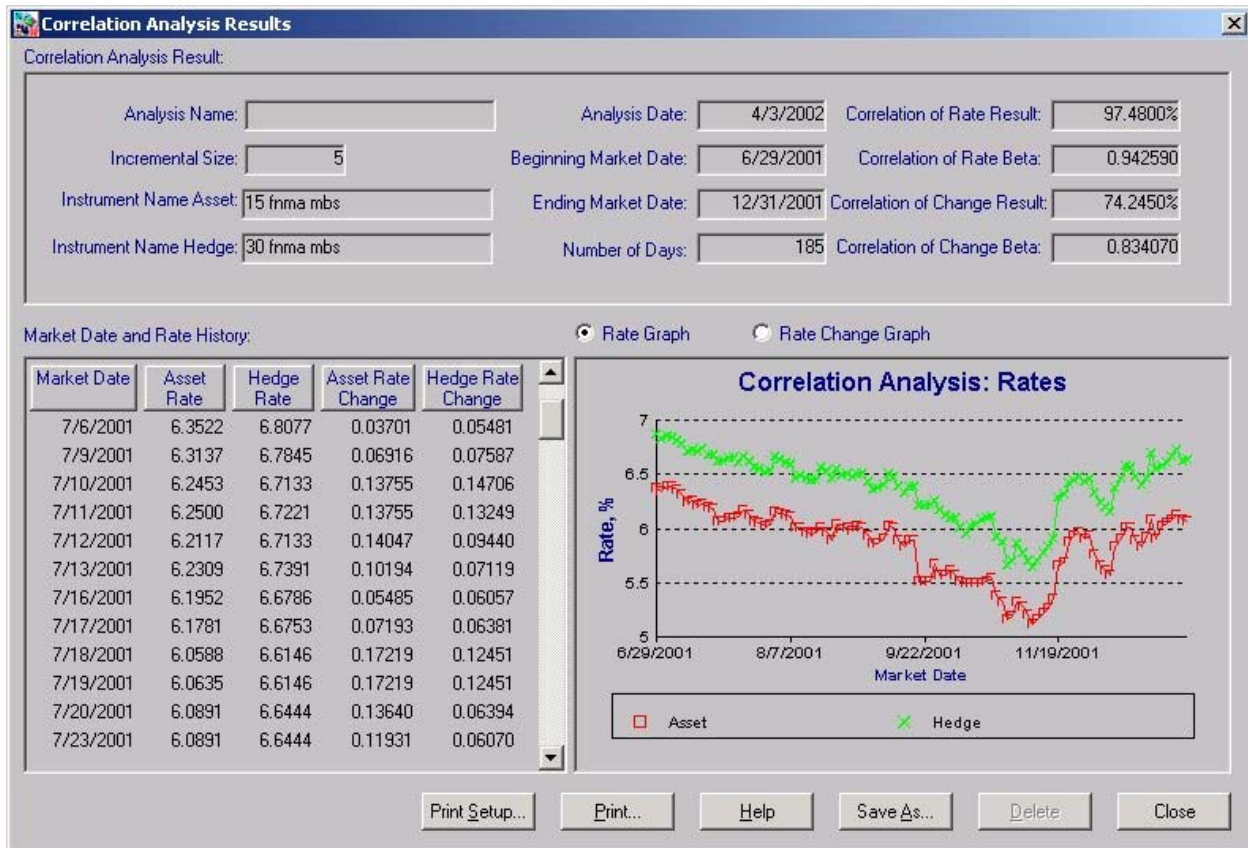 Correlation Analysis Results
Correlation Analysis Result:
Analysis Name:
Analysis Date: 4/3/2002
Correlation of Rate Result: 97.4800%
Incremental Size: 5
Beginning Market Date: 6/29/2001
Correlation of Rate Beta: 0.942590
Instrument Name Asset: 15 fnma mbs
Ending Market Date: 12/31/2001
Correlation of Change Result: 74.2450%
Instrument Name Hedge: 30 fnma mbs
Number of Days: 185
Correlation of Change Beta: 0.834070
Market Date and Rate History:
Rate Graph
Rate Change Graph
Market Date Asset Rate Hedge Rate Asset Rate Change Hedge Rate Change
7/6/2001 6.3522 6.8077 0.03701 0.05481
7/9/2001 6.3137 6.7845 0.06916 0.07587
7/10/2001 6.2453 6.7133 0.13755 0.14706
7/11/2001 6.2500 6.7221 0.13755 0.13249
7/12/2001 6.2117 6.7133 0.14047 0.09440
7/13/2001 6.2309 6.7391 0.10194 0.07119
7/16/2001 6.1952 6.6786 0.05485 0.06057
7/17/2001 6.1781 6.6753 0.07193 0.06381
7/18/2001 6.0588 6.6146 0.17219 0.12451
7/19/2001 6.0635 6.6146 0.17219 0.12451
7/20/2001 6.0891 6.6444 0.13640 0.06394
7/23/2001 6.0891 6.6444 0.11931 0.06070
Correlation Analysis: Rates
Rate, %
7
6.5
6
5.5
5
6/29/2001 8/7/2001 9/22/2001 11/19/2001
Market Date
Asset Hedge
Print Setup... Print... Help Save As... Delete Close